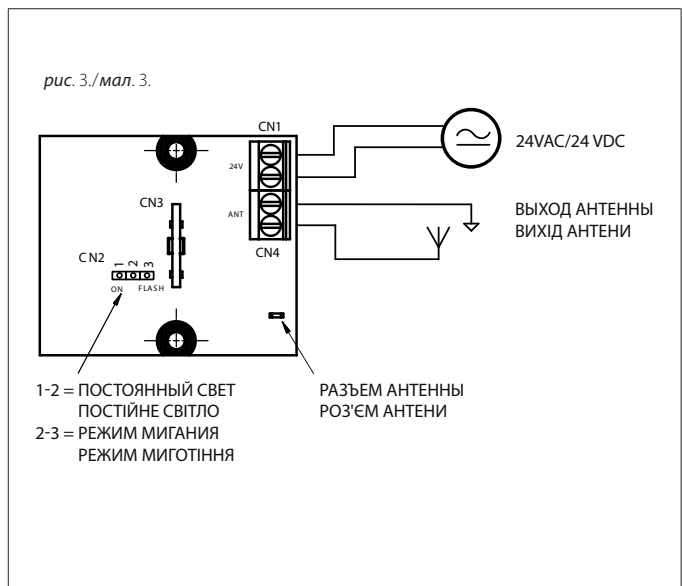 рис. 3./мал. 3.
CN1
24V
24VAC/24 VDC
CN3
ANT
ВЫХОД АНТЕННЫ
ВИХІД АНТЕНИ
CN2
1 2 3
CN4
ON FLASH
1-2 = ПОСТОЯННЫЙ СВЕТ
ПОСТІЙНЕ СВІТЛО
2-3 = РЕЖИМ МИГАНИЯ
РЕЖИМ МИГОТІННЯ
РАЗЪЕМ АНТЕННЫ
РОЗ'ЄМ АНТЕНИ